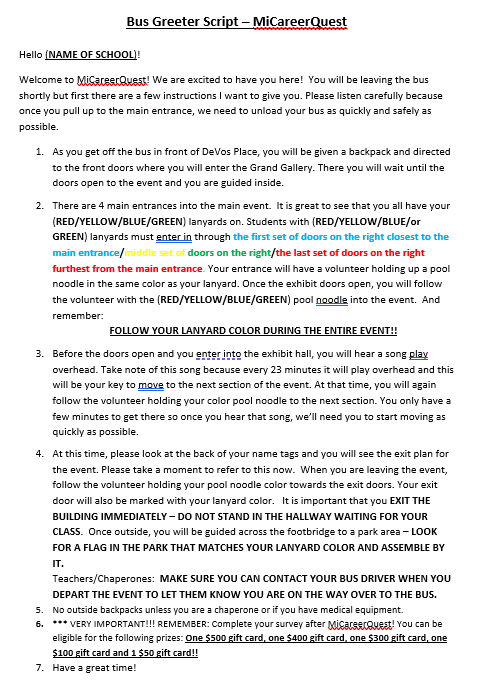 Bus Greeter Script – MiCareerQuest
Hello (NAME OF SCHOOL)!
Welcome to MiCareerQuest! We are excited to have you here!  You will be leaving the bus
shortly but first there are a few instructions I want to give you. Please listen carefully because
once you pull up to the main entrance, we need to unload your bus as quickly and safely as
possible.
1. As you get off the bus in front of DeVos Place, you will be given a backpack and directed
to the front doors where you will enter the Grand Gallery. There you will wait until the
doors open to the event and you are guided inside.
2. There are 4 main entrances into the main event.  It is great to see that you all have your
(RED/YELLOW/BLUE/GREEN) lanyards on. Students with (RED/YELLOW/BLUE/or
GREEN) lanyards must enter in through the first set of doors on the right closest to the
main entrance/middle set of doors on the right/the last set of doors on the right
furthest from the main entrance. Your entrance will have a volunteer holding up a pool
noodle in the same color as your lanyard. Once the exhibit doors open, you will follow
the volunteer with the (RED/YELLOW/BLUE/GREEN) pool noodle into the event.  And
remember:
FOLLOW YOUR LANYARD COLOR DURING THE ENTIRE EVENT!!
3. Before the doors open and you enter into the exhibit hall, you will hear a song play
overhead. Take note of this song because every 23 minutes it will play overhead and this
will be your key to move to the next section of the event. At that time, you will again
follow the volunteer holding your color pool noodle to the next section. You only have a
few minutes to get there so once you hear that song, we'll need you to start moving as
quickly as possible.
4. At this time, please look at the back of your name tags and you will see the exit plan for
the event. Please take a moment to refer to this now.  When you are leaving the event,
follow the volunteer holding your pool noodle color towards the exit doors. Your exit
door will also be marked with your lanyard color.   It is important that you EXIT THE
BUILDING IMMEDIATELY – DO NOT STAND IN THE HALLWAY WAITING FOR YOUR
CLASS.  Once outside, you will be guided across the footbridge to a park area – LOOK
FOR A FLAG IN THE PARK THAT MATCHES YOUR LANYARD COLOR AND ASSEMBLE BY
IT.
Teachers/Chaperones:  MAKE SURE YOU CAN CONTACT YOUR BUS DRIVER WHEN YOU
DEPART THE EVENT TO LET THEM KNOW YOU ARE ON THE WAY OVER TO THE BUS.
5. No outside backpacks unless you are a chaperone or if you have medical equipment.
6. *** VERY IMPORTANT!!! REMEMBER: Complete your survey after MiCareerQuest! You can be
eligible for the following prizes: One $500 gift card, one $400 gift card, one $300 gift card, one
$100 gift card and 1 $50 gift card!!
7. Have a great time!